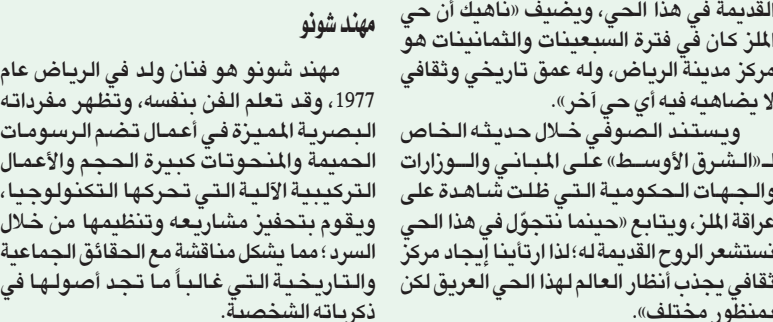 القديمة في هذا الحي، ويضيف «ناهيك أن حي
الملز كان في فترة السبعينات والثمانينات هو
مركز مدينة الرياض، وله عمق تاريخي وثقافي
لا يضاهيه فيه أي حي آخر».
ويستند الصوفي خلال حديثه الخاص
لـ«الشرق الأوسط» على المباني والوزارات
والجهات الحكومية التي ظلت شاهدة على
عراقة الملز، ويتابع «حينما نتجوّل في هذا الحي
نستشعر الروح القديمة له؛ لذا ارتأينا إيجاد مركز
ثقافي يجذب أنظار العالم لهذا الحي العريق لكن
بمنظور مختلف».
مهند شونو
مهند شونو هو فنان ولد في الرياض عام
1977، وقد تعلم الفن بنفسه، وتظهر مفرداته
البصرية المميزة في أعمال تضم الرسومات
الحميمة والمنحوتات كبيرة الحجم والأعمال
التركيبية الآلية التي تحركها التكنولوجيا،
ويقوم بتحفيز مشاريعه وتنظيمها من خلال
السرد؛ مما يشكل مناقشة مع الحقائق الجماعية
والتاريخية التي غالباً ما تجد أصولها في
ذكرياته الشخصية.